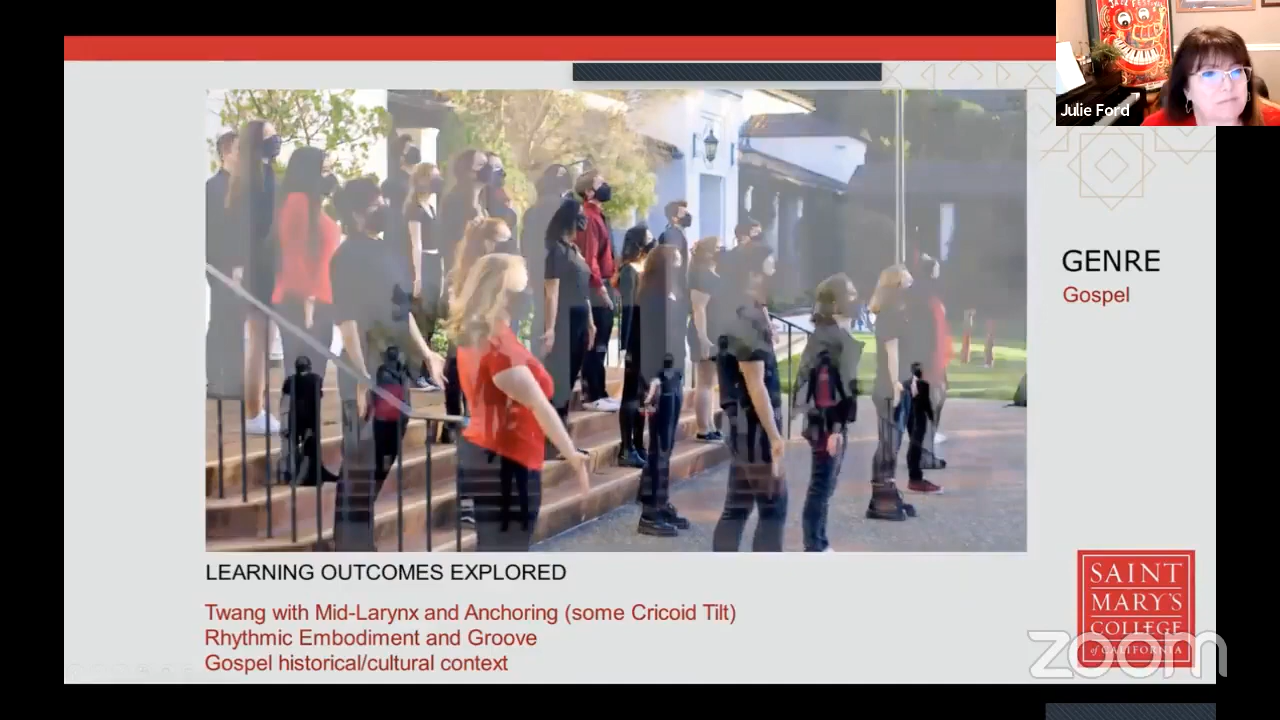 Julie Ford
GENRE
Gospel
LEARNING OUTCOMES EXPLORED
Twang with Mid-Larynx and Anchoring (some Cricoid Tilt)
Rhythmic Embodiment and Groove
Gospel historical/cultural context
SAINT
MARY'S
COLLEGE
of CALIFORNIA
zoom